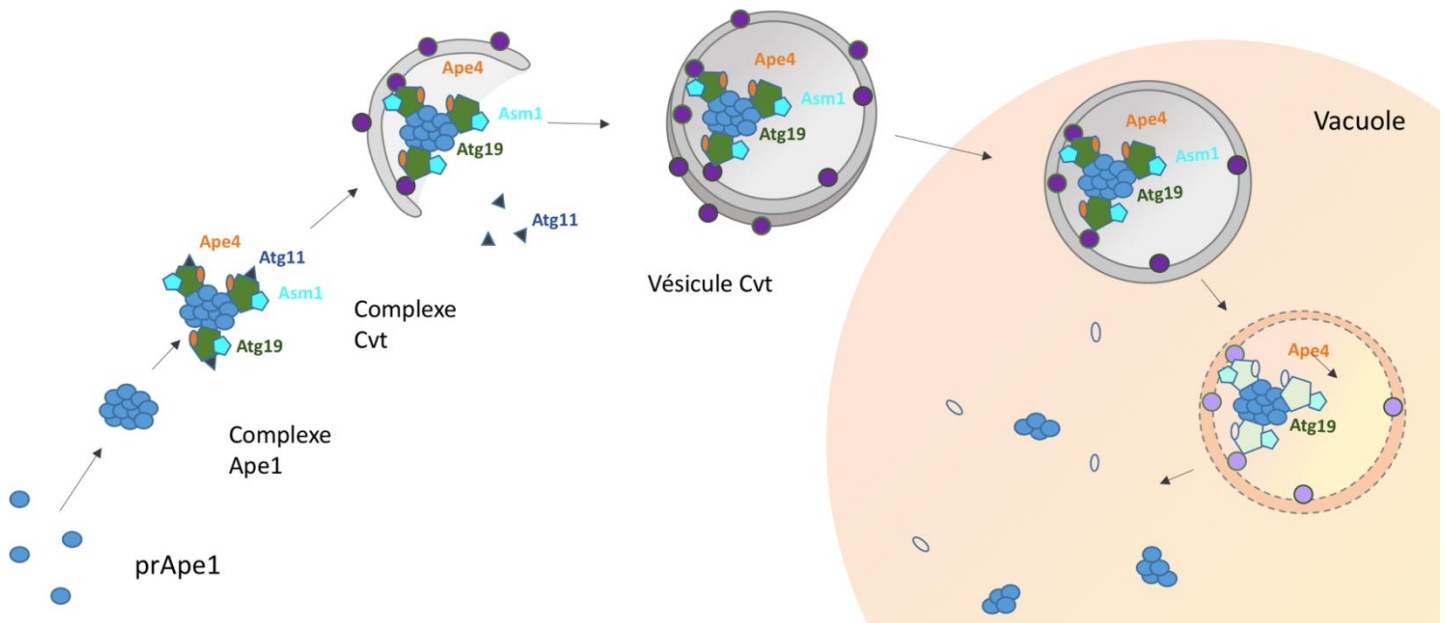 prApe1
Complexe
Ape1
Ape4
Atg11
Asm1
Atg19
Complexe
Cvt
Ape4
Asm1
Atg19
Atg11
Ape4
Asm1
Atg19
Vésicule Cvt
Vacuole
Ape4
Asm1
Atg19
Ape4
Atg19